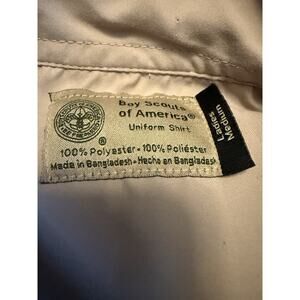 Boy Scouts
of America®
Uniform Shirt
®
100% Polyester - 100% Poliéster
Made in Bangladesh - Hecho en Bangladesh
Ladies
Medium